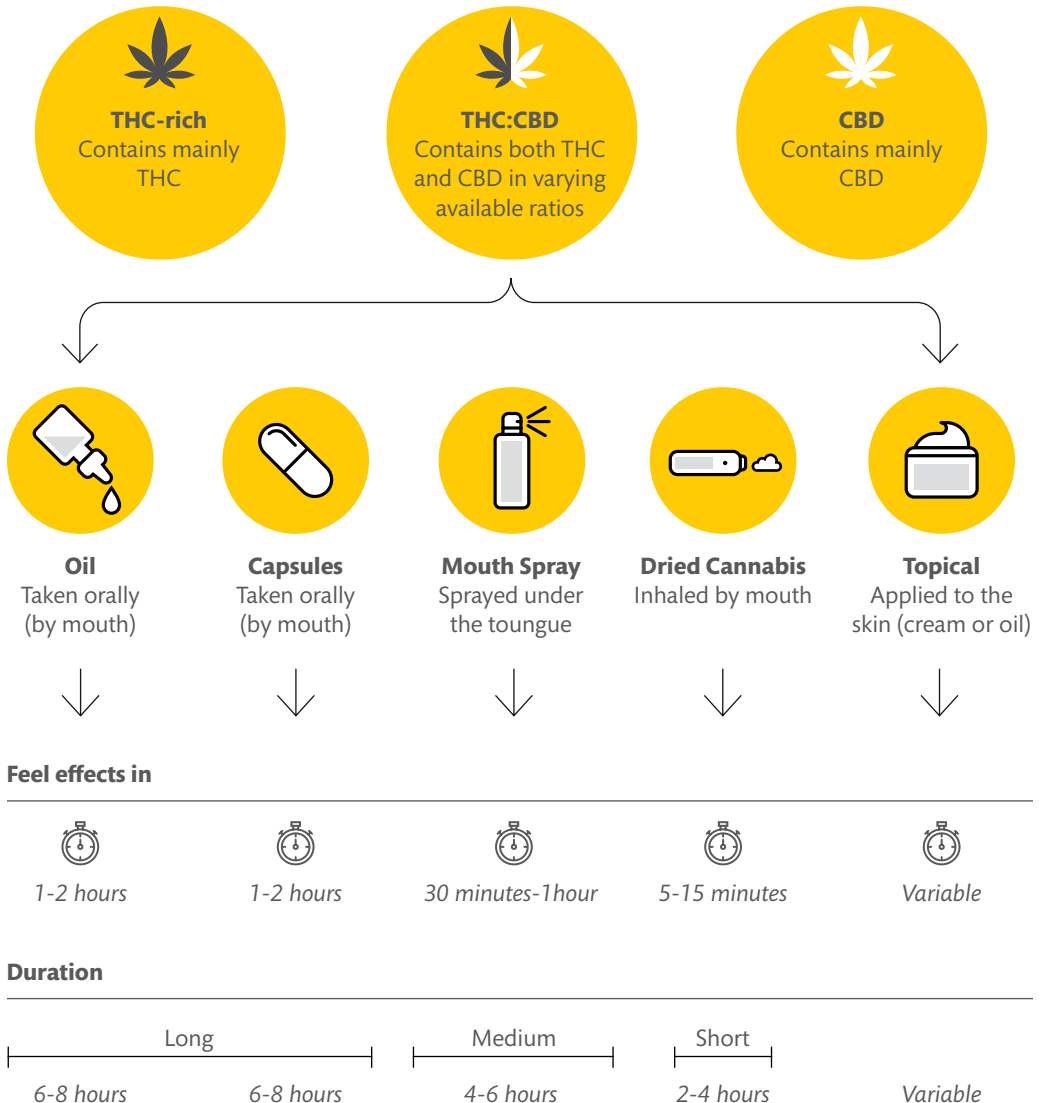 THC-rich
Contains mainly
THC
THC:CBD
Contains both THC
and CBD in varying
available ratios
CBD
Contains mainly
CBD
Oil
Taken orally
(by mouth)
Capsules
Taken orally
(by mouth)
Mouth Spray
Sprayed under
the toungue
Dried Cannabis
Inhaled by mouth
Topical
Applied to the
skin (cream or oil)
Feel effects in
1-2 hours
1-2 hours
30 minutes-1hour
5-15 minutes
Variable
Duration
Long
Medium
Short
6-8 hours
6-8 hours
4-6 hours
2-4 hours
Variable